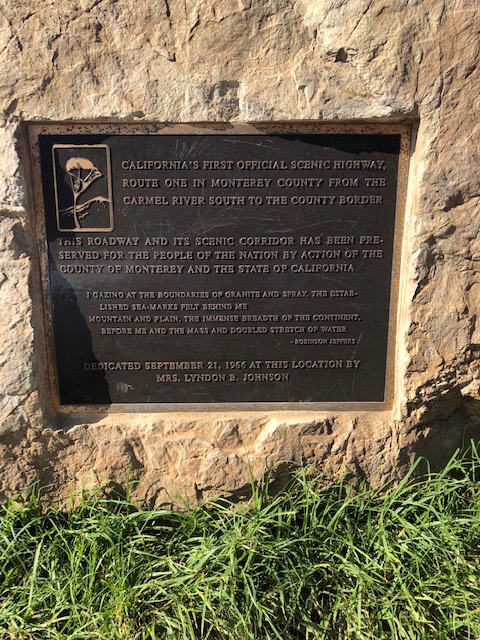 CALIFORNIA'S FIRST OFFICIAL SCENIC HIGHWAY,
ROUTE ONE IN MONTEREY COUNTY FROM THE
CARMEL RIVER SOUTH TO THE COUNTY BORDER
THIS ROADWAY AND ITS SCENIC CORRIDOR HAS BEEN PRE-
SERVED FOR THE PEOPLE OF THE NATION BY ACTION OF THE
COUNTY OF MONTEREY AND THE STATE OF CALIFORNIA
I GAZING AT THE BOUNDARIES OF GRANITE AND SPRAY, THE ESTAB-
LISHED SEA-MARKS FELT BEHIND ME
MOUNTAIN AND PLAIN, THE IMMENSE BREADTH OF THE CONTINENT,
BEFORE ME AND THE MASS AND DOUBLED STRETCH OF WATER
- ROBINSON JEFFERS
DEDICATED SEPTEMBER 21, 1966 AT THIS LOCATION BY
MRS. LYNDON B. JOHNSON